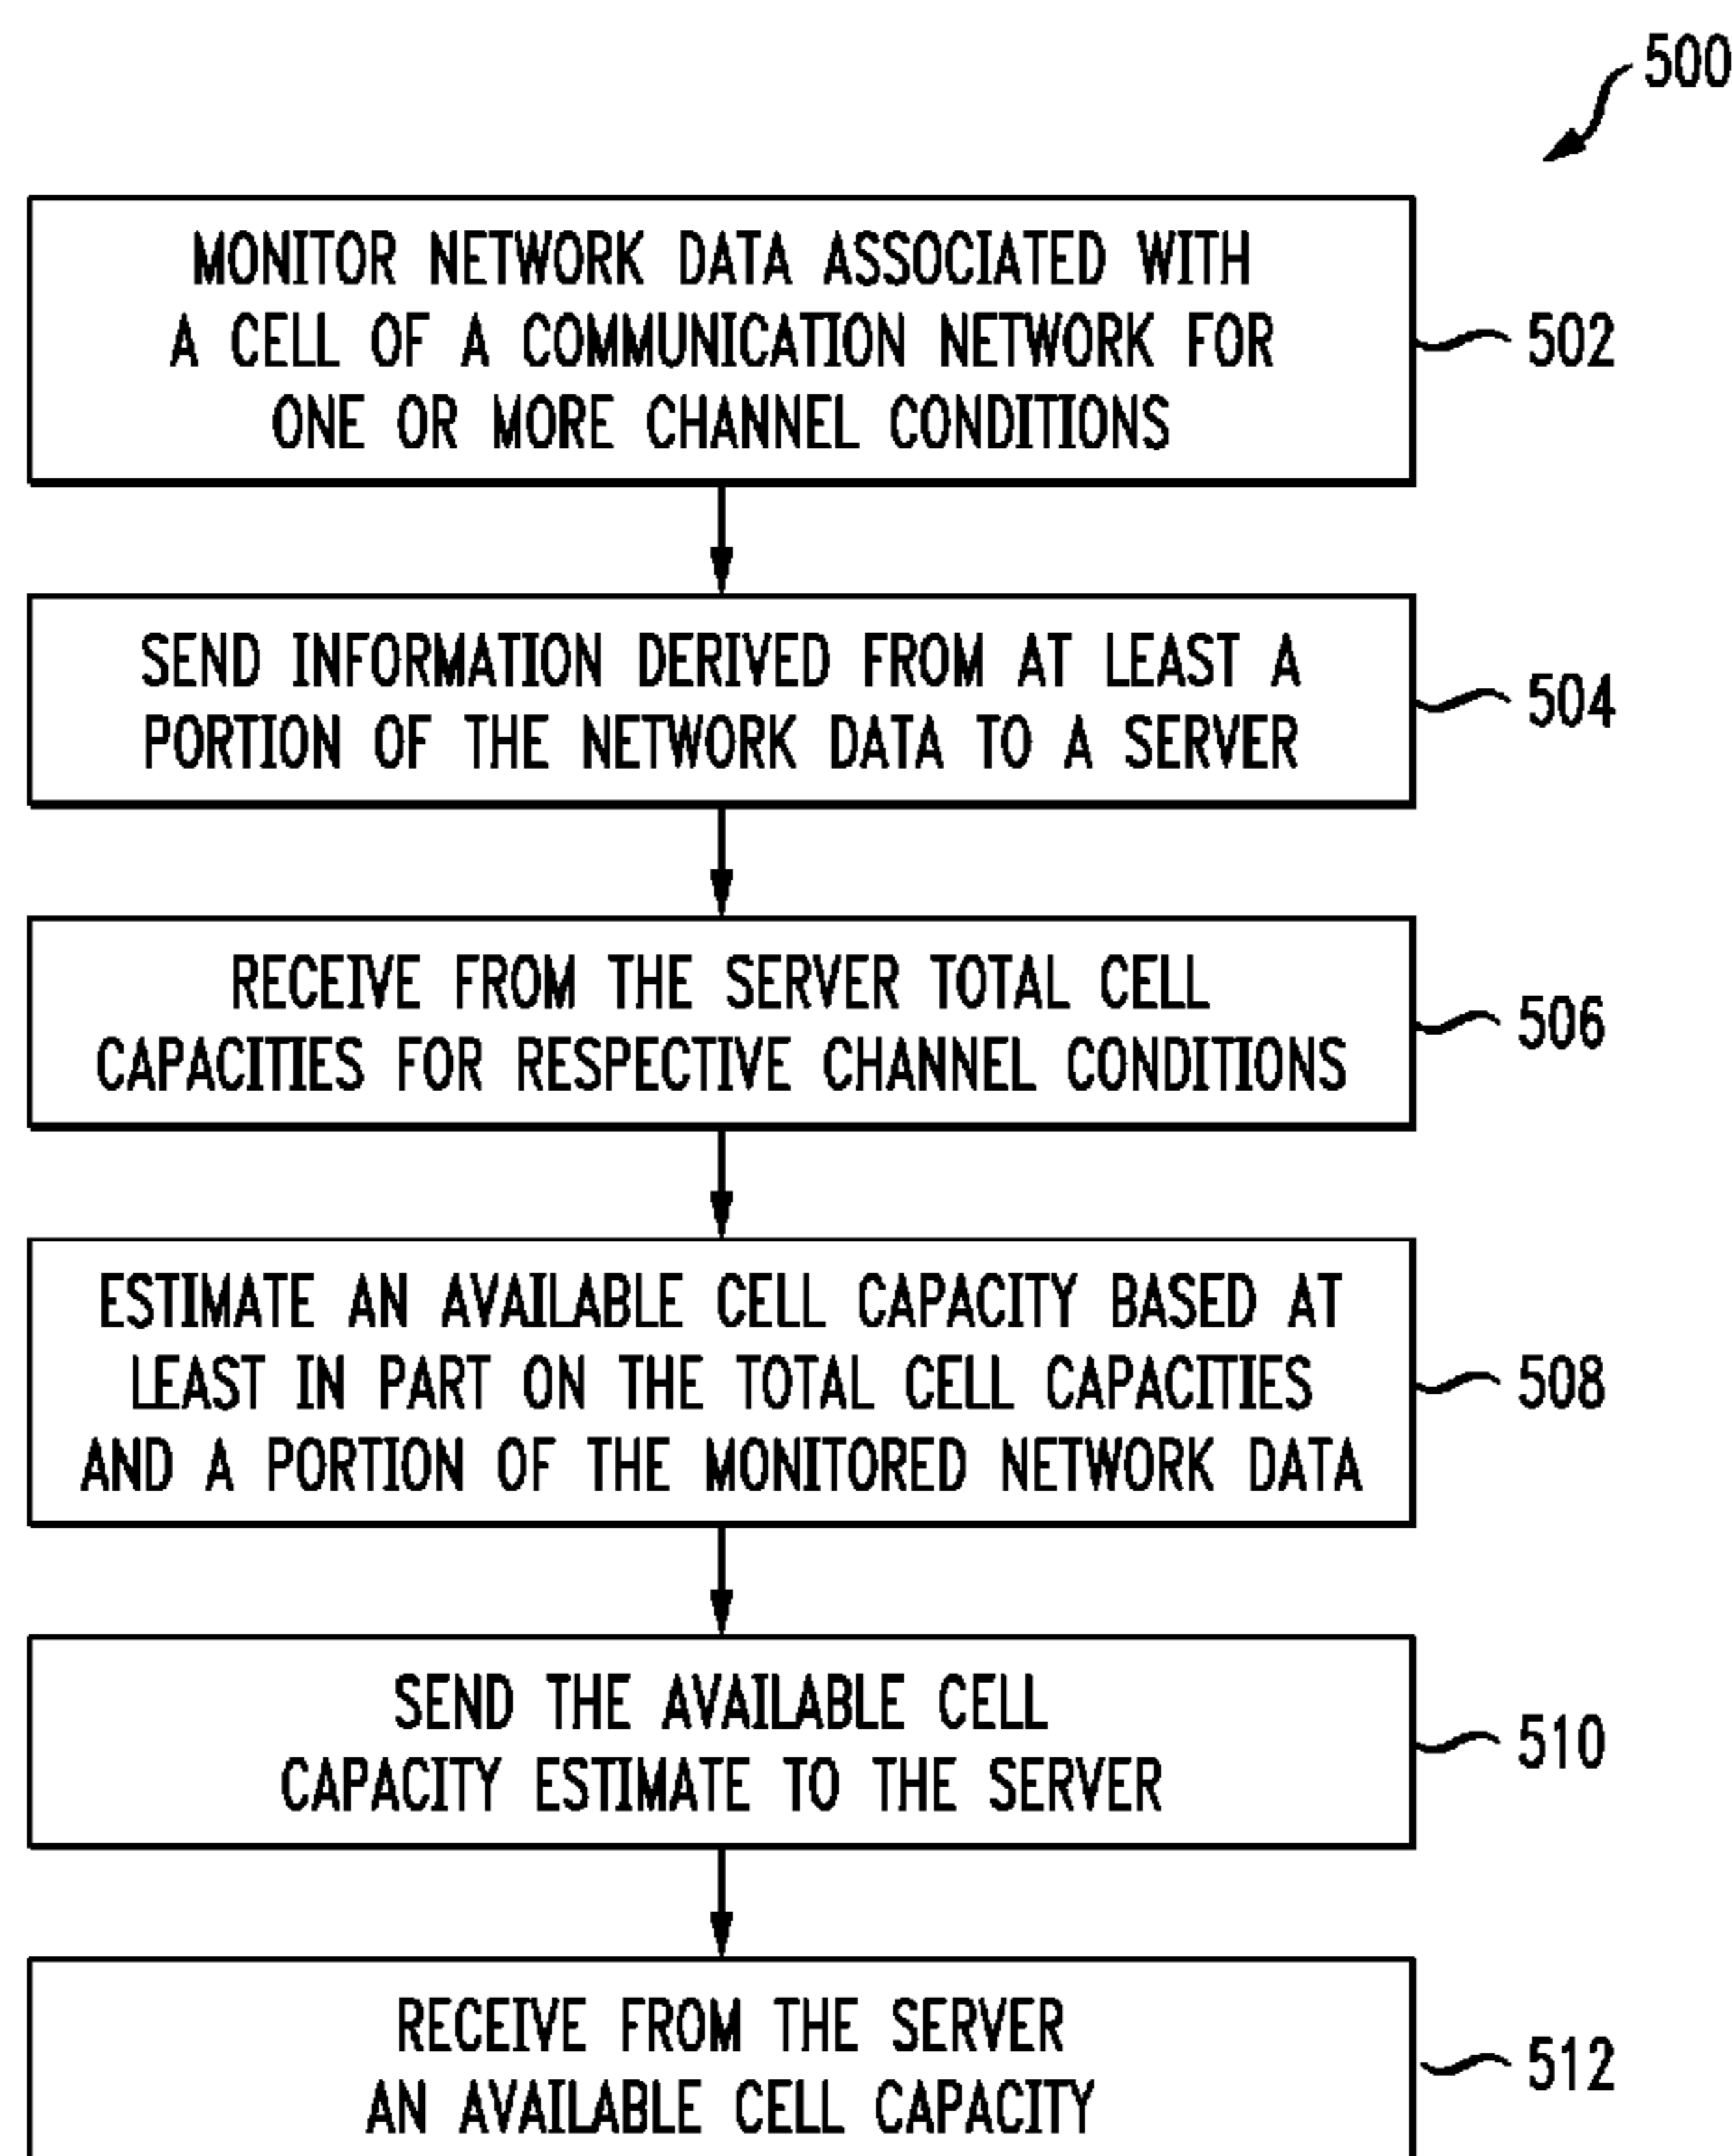 500
MONITOR NETWORK DATA ASSOCIATED WITH
A CELL OF A COMMUNICATION NETWORK FOR
ONE OR MORE CHANNEL CONDITIONS
502
SEND INFORMATION DERIVED FROM AT LEAST A
PORTION OF THE NETWORK DATA TO A SERVER
504
RECEIVE FROM THE SERVER TOTAL CELL
CAPACITIES FOR RESPECTIVE CHANNEL CONDITIONS
506
ESTIMATE AN AVAILABLE CELL CAPACITY BASED AT
LEAST IN PART ON THE TOTAL CELL CAPACITIES
AND A PORTION OF THE MONITORED NETWORK DATA
508
SEND THE AVAILABLE CELL
CAPACITY ESTIMATE TO THE SERVER
510
RECEIVE FROM THE SERVER
AN AVAILABLE CELL CAPACITY
512